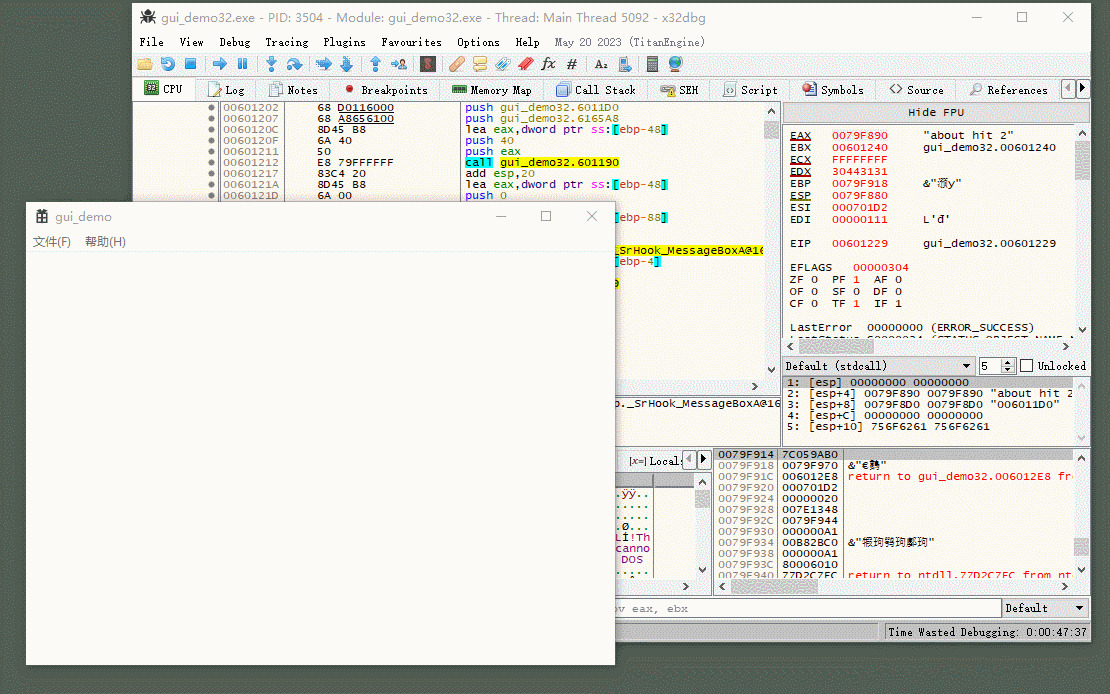 gui_demo32.exe - PID: 3504 - Module: gui_demo32.exe - Thread: Main Thread 5092 - x32dbg
File View Debug Tracing Plugins Favourites Options Help May 20 2023 (TitanEngine)
CPU Log Notes Breakpoints Memory Map Call Stack SEH Script Symbols Source References
00601202 68 D0116000 push gui_demo32.6011D0
00601207 68 A8656100 push gui_demo32.6165A8
0060120C 8D45 B8 lea eax,dword ptr ss:[ebp-48]
0060120F 6A 40 push 40
00601211 50 push eax
00601212 E8 79FFFFFF call gui_demo32.601190
00601217 83C4 20 add esp,20
0060121A 8D45 B8 lea eax,dword ptr ss:[ebp-48]
0060121D 6A 00 push 0
[ebp-88]
_SrHook_MessageBoxA@16
[ebp-4]
p._SrHook_MessageBoxA@16
gui_demo
文件(F) 帮助(H)
Hide FPU
EAX 0079F890 "about hit 2"
EBX 00601240 gui_demo32.00601240
ECX FFFFFFFF
EDX 30443131
EBP 0079F918
ESP 0079F880
ESI 000701D2
EDI 00000111 L'đ'
EIP 00601229 gui_demo32.00601229
EFLAGS 00000304
ZF 0 PF 1 AF 0
OF 0 SF 0 DF 0
CF 0 TF 1 IF 1
LastError 00000000 (ERROR_SUCCESS)
Default (stdcall) 5 Unlocked
1: [esp] 00000000 00000000
2: [esp+4] 0079F890 0079F890 "about hit 2
3: [esp+8] 0079F8D0 0079F8D0 "006011D0"
4: [esp+C] 00000000 00000000
5: [esp+10] 756F6261 756F6261
[x=] Local
.ÿÿ..
.....
.....
.Ø...
LÍ!Th
canno
DOS
.....
0079F914 7C059AB0
0079F918 0079F970
0079F91C 006012E8 return to gui_demo32.006012E8 fr
0079F920 000701D2
0079F924 00000020
0079F928 007E1348
0079F92C 0079F944
0079F930 000000A1
0079F934 00B82BC0
0079F938 000000A1
0079F93C 80006010
0079F940 77D2C7FC return to ntdll.77D2C7FC from nt
ov eax, ebx
Default
Time Wasted Debugging: 0:00:47:37